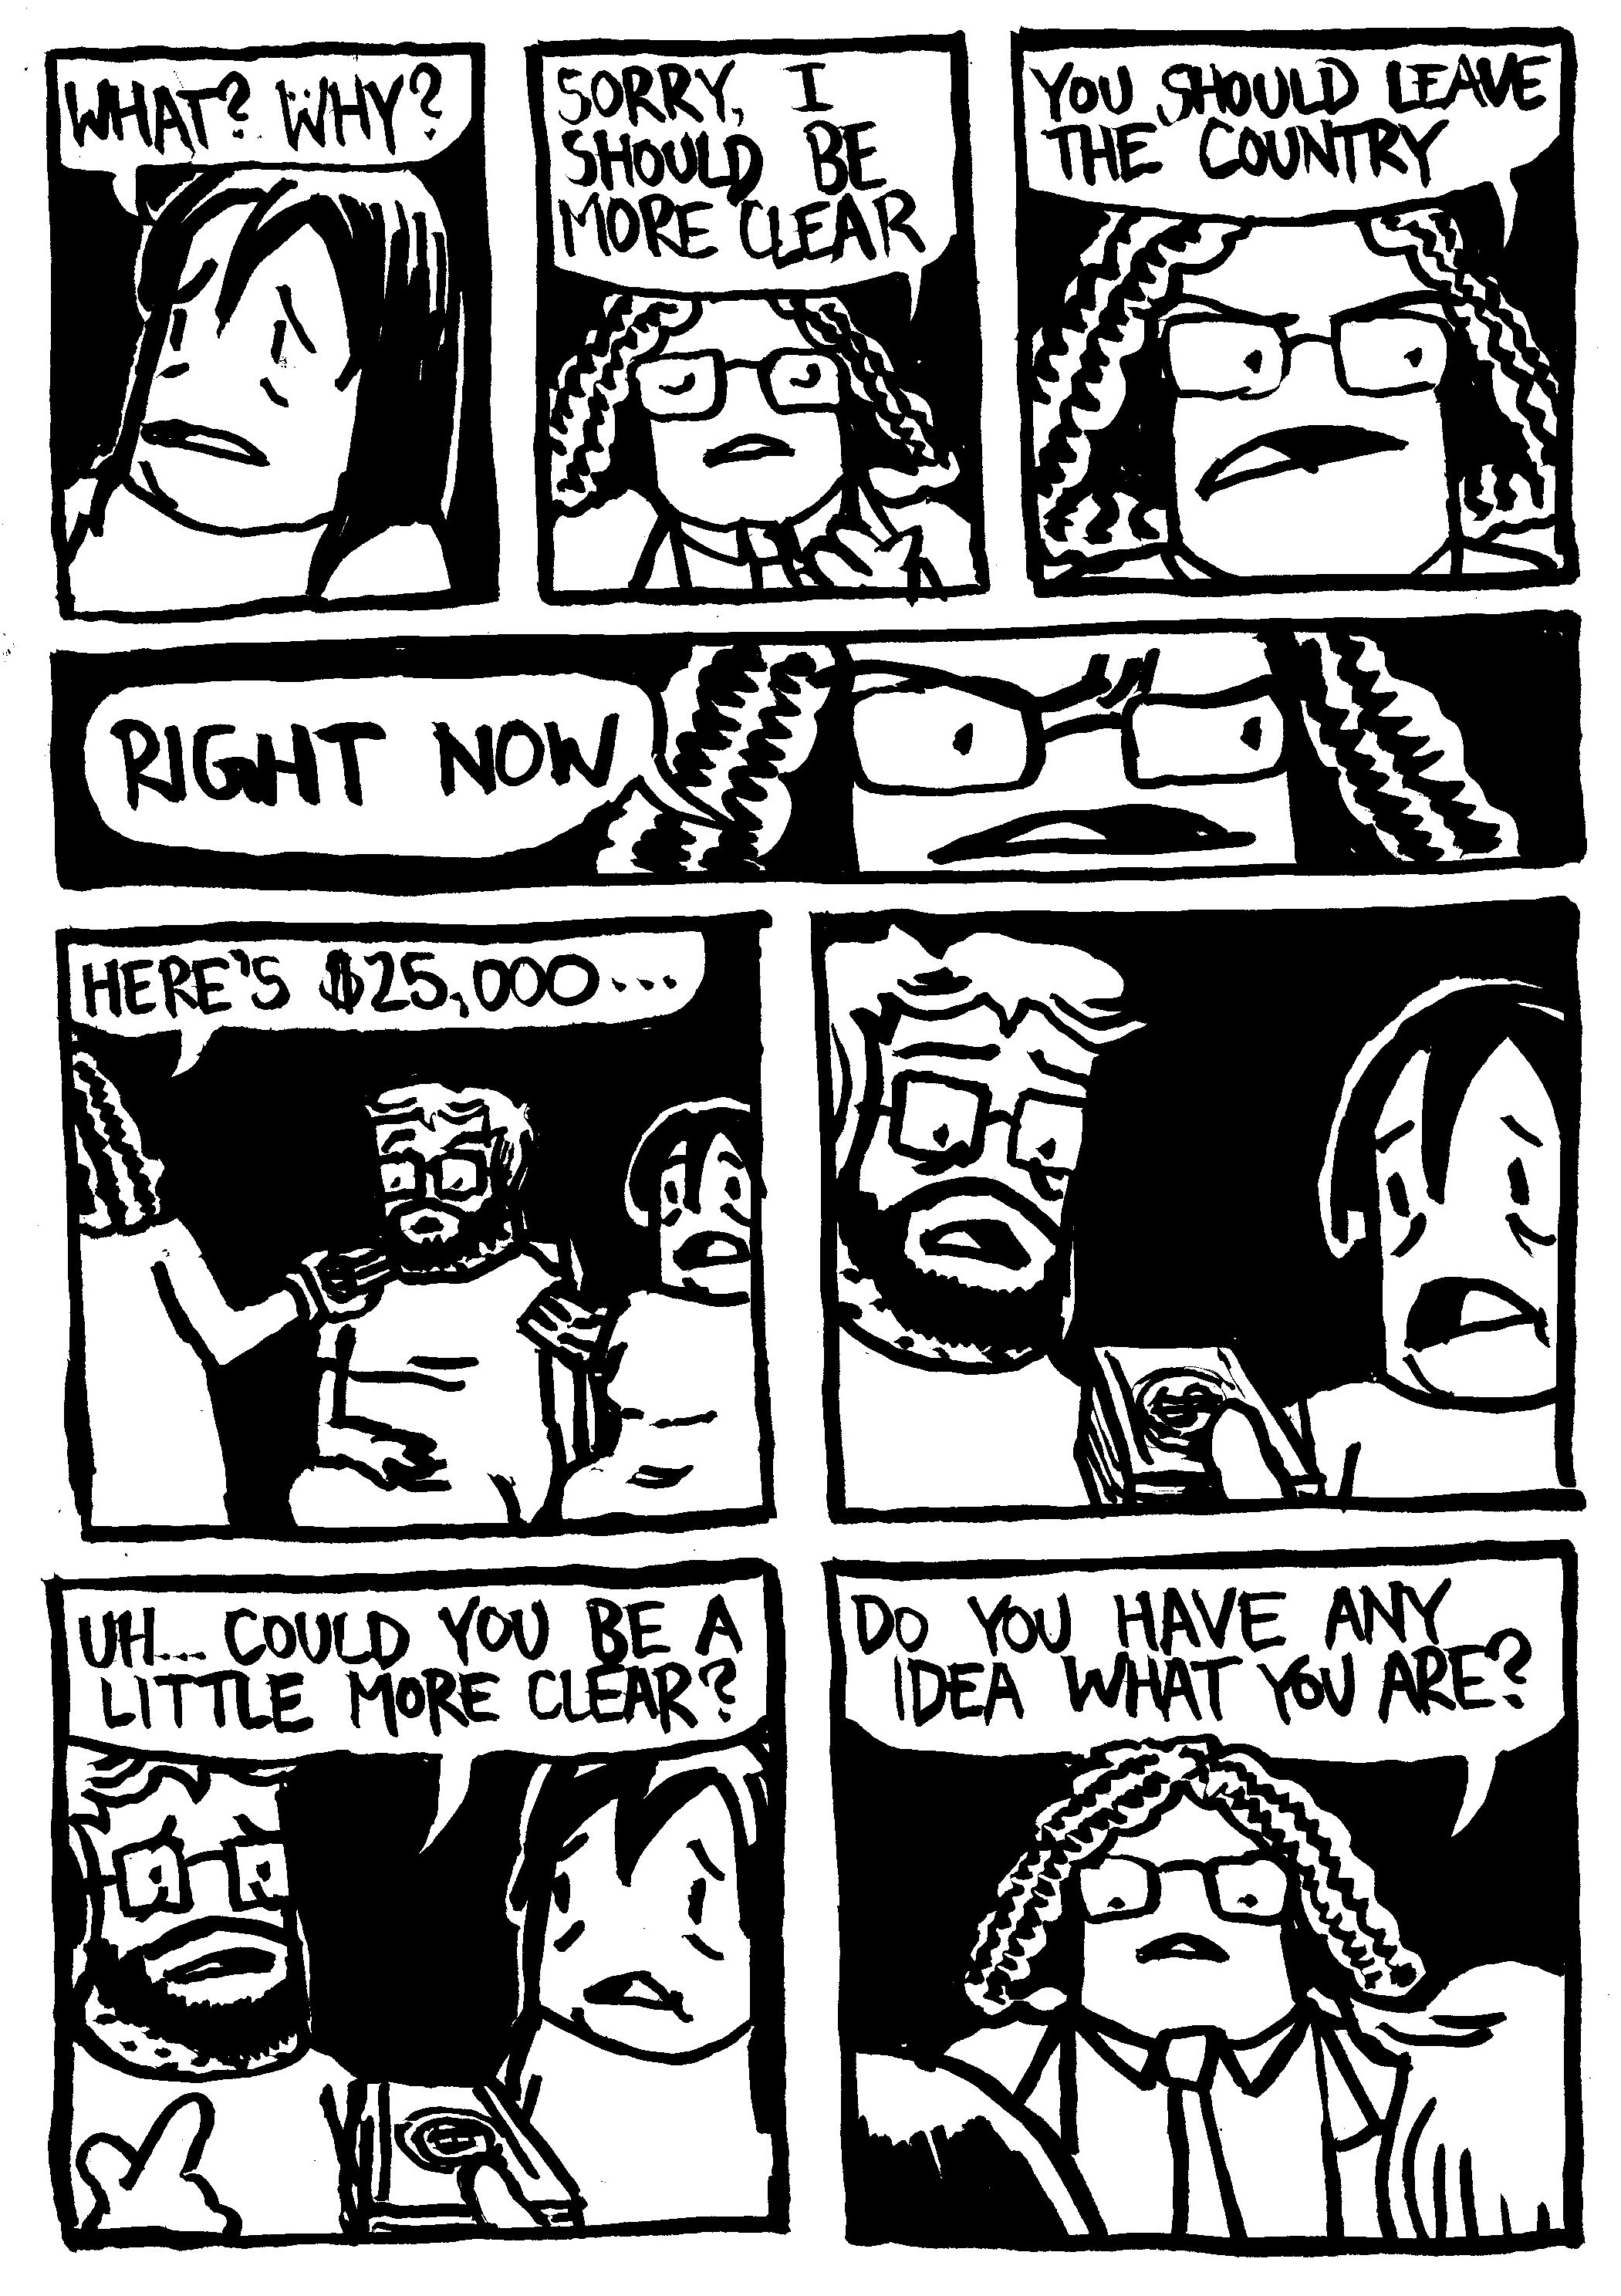 WHAT? WHY?
SORRY, I
SHOULD BE
MORE CLEAR
YOU SHOULD LEAVE
THE COUNTRY
RIGHT NOW
HERE'S $25,000...
UH... COULD YOU BE A
LITTLE MORE CLEAR?
DO YOU HAVE ANY
IDEA WHAT YOU ARE?